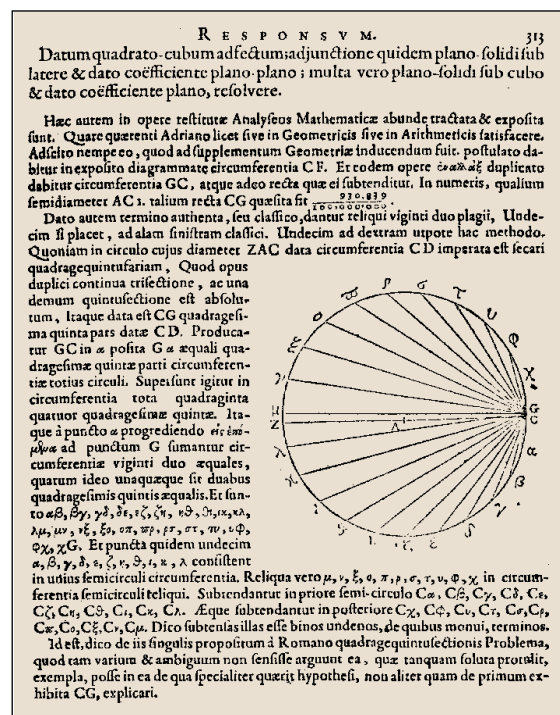 RESPONSVM. 313
Datum quadrato-cubum adfectum; adjunctione quidem plano-solidi sub
latere & dato coëfficiente plano-plano; multa vero plano-solidi sub cubo
& dato coëfficiente plano, resolvere.
Hæc autem in opere restitutæ Analyseos Mathematicæ abunde tractata & exposita
sunt. Quare quærenti Adriano licet sive in Geometricis sive in Arithmeticis satisfacere.
Adscito nempe eo, quod ad supplementum Geometriæ inducendum fuit. postulato da-
bitur in exposito diagrammate circumferentia CF. Et eodem opere duplicato
dabitur circumferentia GC, atque adeo recta quæ ei subtenditur. In numeris, qualium
semidiameter AC 1. talium recta CG quæsita fit 930,839/100,000,000.
Dato autem termino authenta, seu classico, dantur reliqui viginti duo plagii, Unde-
cim si placet, ad alam sinistram classici. Undecim ad dextram utpote hac methodo.
Quoniam in circulo cujus diameter ZAC data circumferentia CD imperata est secari
quadragequintufariam, Quod opus
duplici continua trisectione, ac una
demum quintusectione est absolu-
tum, Itaque data est CG quadragesi-
ma quinta pars datæ CD. Produca-
tur GC in α posita Gα æquali qua-
dragesimæ quintæ parti circumferen-
tiæ totius circuli. Supersunt igitur in
circumferentia tota quadraginta
quatuor quadragesimæ quintæ. Ita-
que à puncto α progrediendo
ad punctum G sumantur cir-
cumferentiæ viginti duo æquales,
quarum ideo unaquæque sit duabus
quadragesimis quintis æqualis. Et sun-
to αβ, βγ, γδ, δε, εζ, ζη, ηθ, θι, ικ, κλ,
λμ, μν, νξ, ξο, οπ, πρ, ρσ, στ, τυ, υφ,
φχ, χG. Et puncta quidem undecim
α, β, γ, δ, ε, ζ, η, θ, ι, κ, λ consistent
in unius semicirculi circumferentia. Reliqua vero μ, ν, ξ, ο, π, ρ, σ, τ, υ, φ, χ in circum-
ferentia semicirculi reliqui. Subtendantur in priore semi-circulo Cα, Cβ, Cγ, Cδ, Cε,
Cζ, Cη, Cθ, Cι, Cκ, Cλ. Æque subtendantur in posteriore Cχ, Cφ, Cυ, Cτ, Cσ, Cρ,
Cπ, Cο, Cξ, Cν, Cμ. Dico subtensas illas esse binos undenos, de quibus monui, terminos.
Id est, dico de iis singulis propositum à Romano quadragequintusectionis Problema,
quod tam varium & ambiguum non sensisse arguunt ea, quæ tanquam soluta protulit,
exempla, posse in ea de qua specialiter quærit hypothesi, non aliter quam de primum ex-
hibita CG, explicari.
ϖ ρ σ τ υ φ χ
ο ξ ν μ
Z A G C
λ κ ι ζ ε δ γ β α